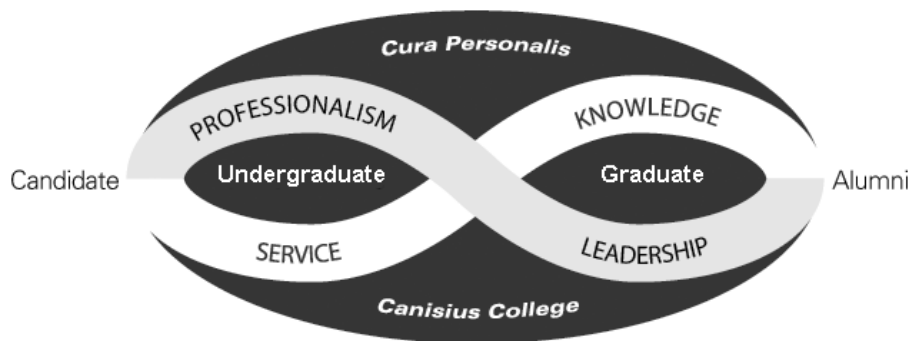 Cura Personalis
PROFESSIONALISM
KNOWLEDGE
Candidate
Undergraduate
Graduate
Alumni
SERVICE
LEADERSHIP
Canisius College